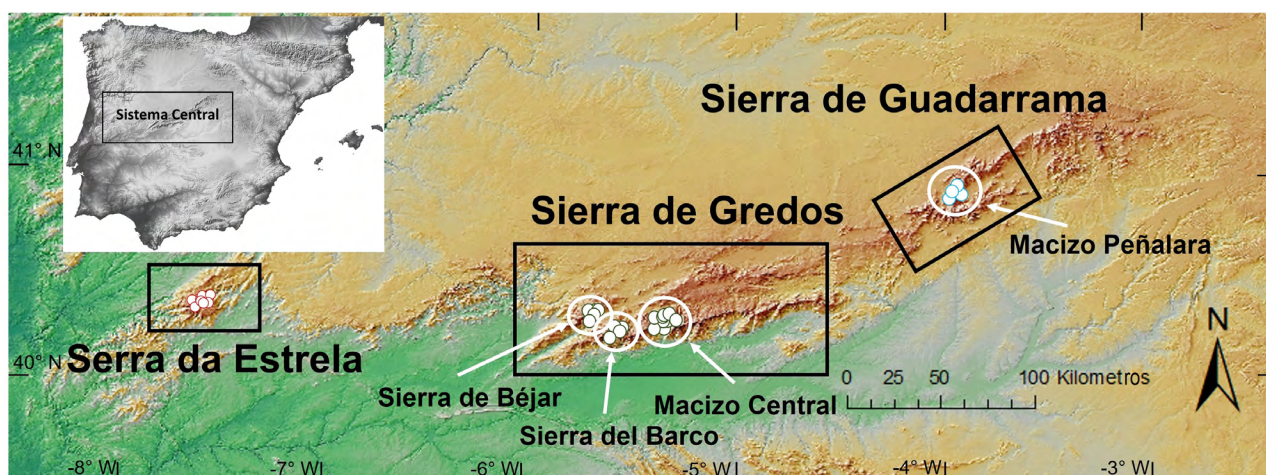 Sistema Central
Sierra de Guadarrama
41° N
Sierra de Gredos
Macizo Peñalara
N
Serra da Estrela
40° N
0 25 50 100 Kilometros
Sierra de Béjar
Macizo Central
Sierra del Barco
-8° W -7° W -6° W -5° W -4° W -3° W